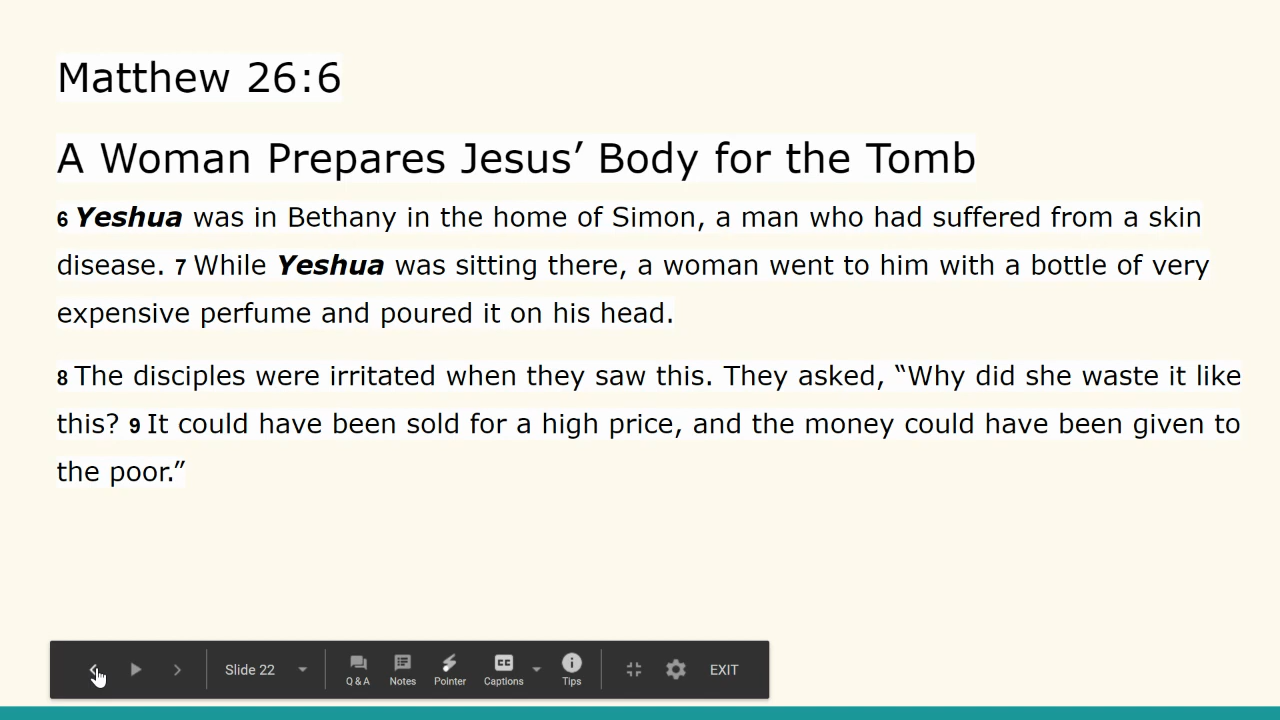 Matthew 26:6
A Woman Prepares Jesus’ Body for the Tomb
6 Yeshua was in Bethany in the home of Simon, a man who had suffered from a skin
disease. 7 While Yeshua was sitting there, a woman went to him with a bottle of very
expensive perfume and poured it on his head.
8 The disciples were irritated when they saw this. They asked, “Why did she waste it like
this? 9 It could have been sold for a high price, and the money could have been given to
the poor.”
Slide 22
Q & A
Notes
Pointer
CC
Captions
Tips
EXIT